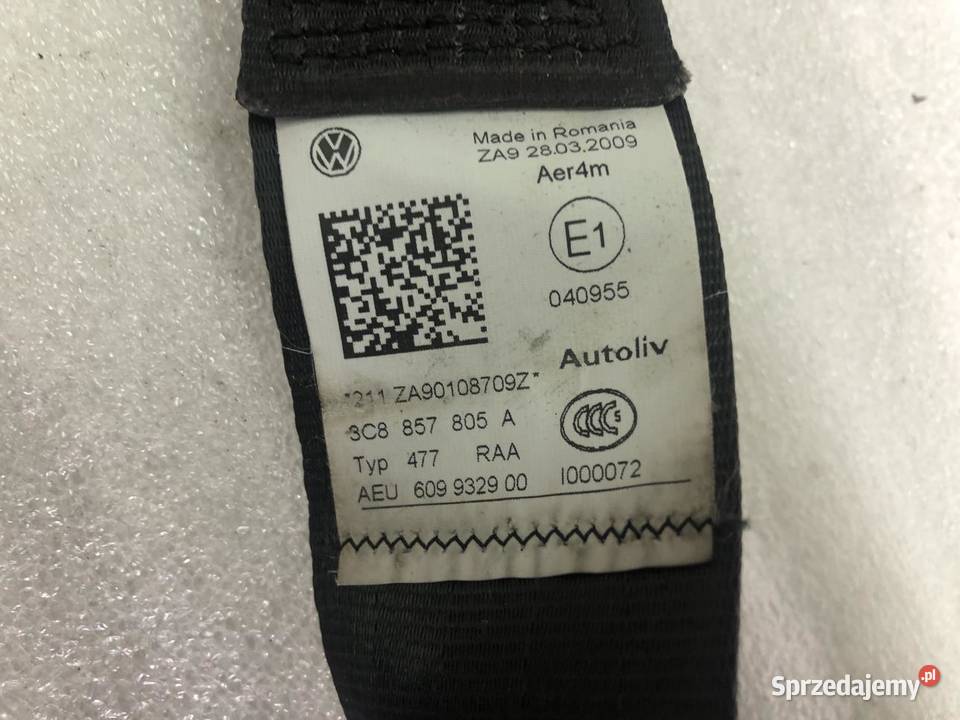 Made in Romania
ZA9 28.03.2009
Aer4m
E1
040955
Autoliv
*211 ZA90108709Z*
3C8 857 805 A
CCC S
Typ 477 RAA
AEU 609 9329 00 I000072
Sprzedajemy.pl